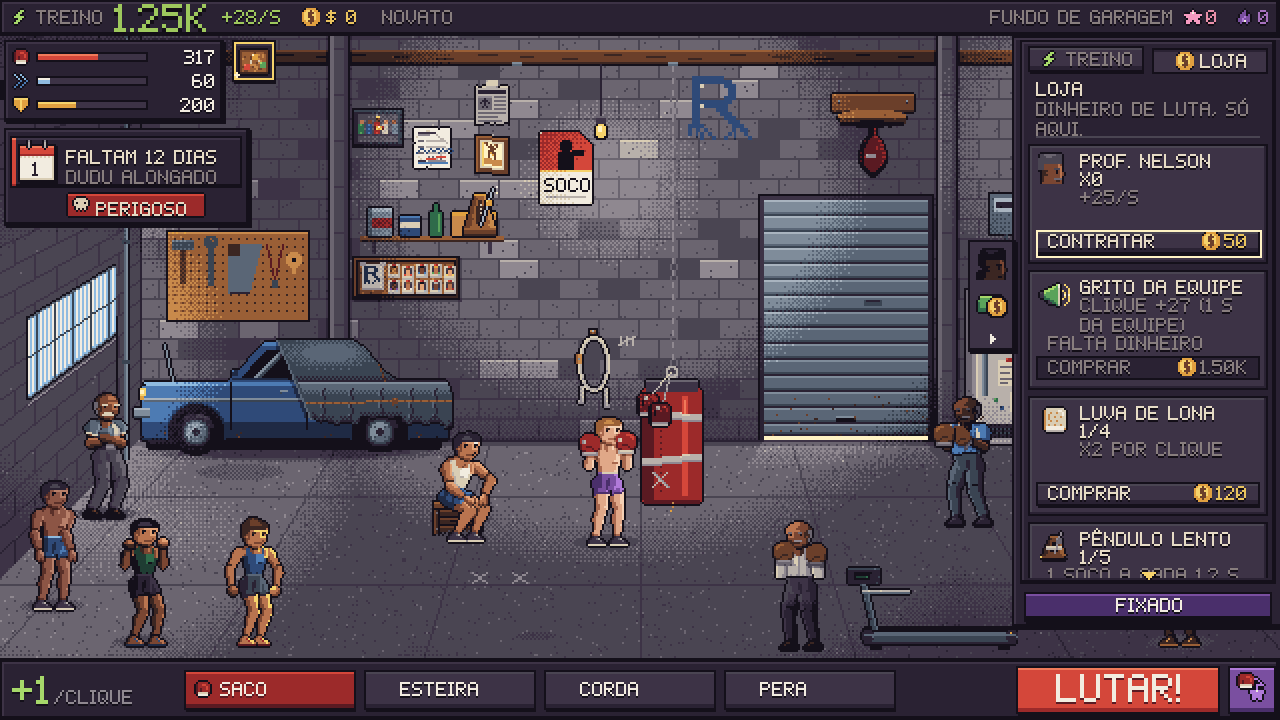 TREINO 1.25K +28/S $ 0 NOVATO
FUNDO DE GARAGEM 0 0
317
60
200
1
FALTAM 12 DIAS
DUDU ALONGADO
PERIGOSO
R
SOCO
R
TREINO
LOJA
LOJA
DINHEIRO DE LUTA, SÓ
AQUI.
PROF. NELSON
X0
+25/S
CONTRATAR $50
GRITO DA EQUIPE
CLIQUE +27 (1 S
DA EQUIPE)
FALTA DINHEIRO
COMPRAR $1.50K
LUVA DE LONA
1/4
X2 POR CLIQUE
COMPRAR $120
PÊNDULO LENTO
1/5
FIXADO
+1/CLIQUE
SACO
ESTEIRA
CORDA
PERA
LUTAR!